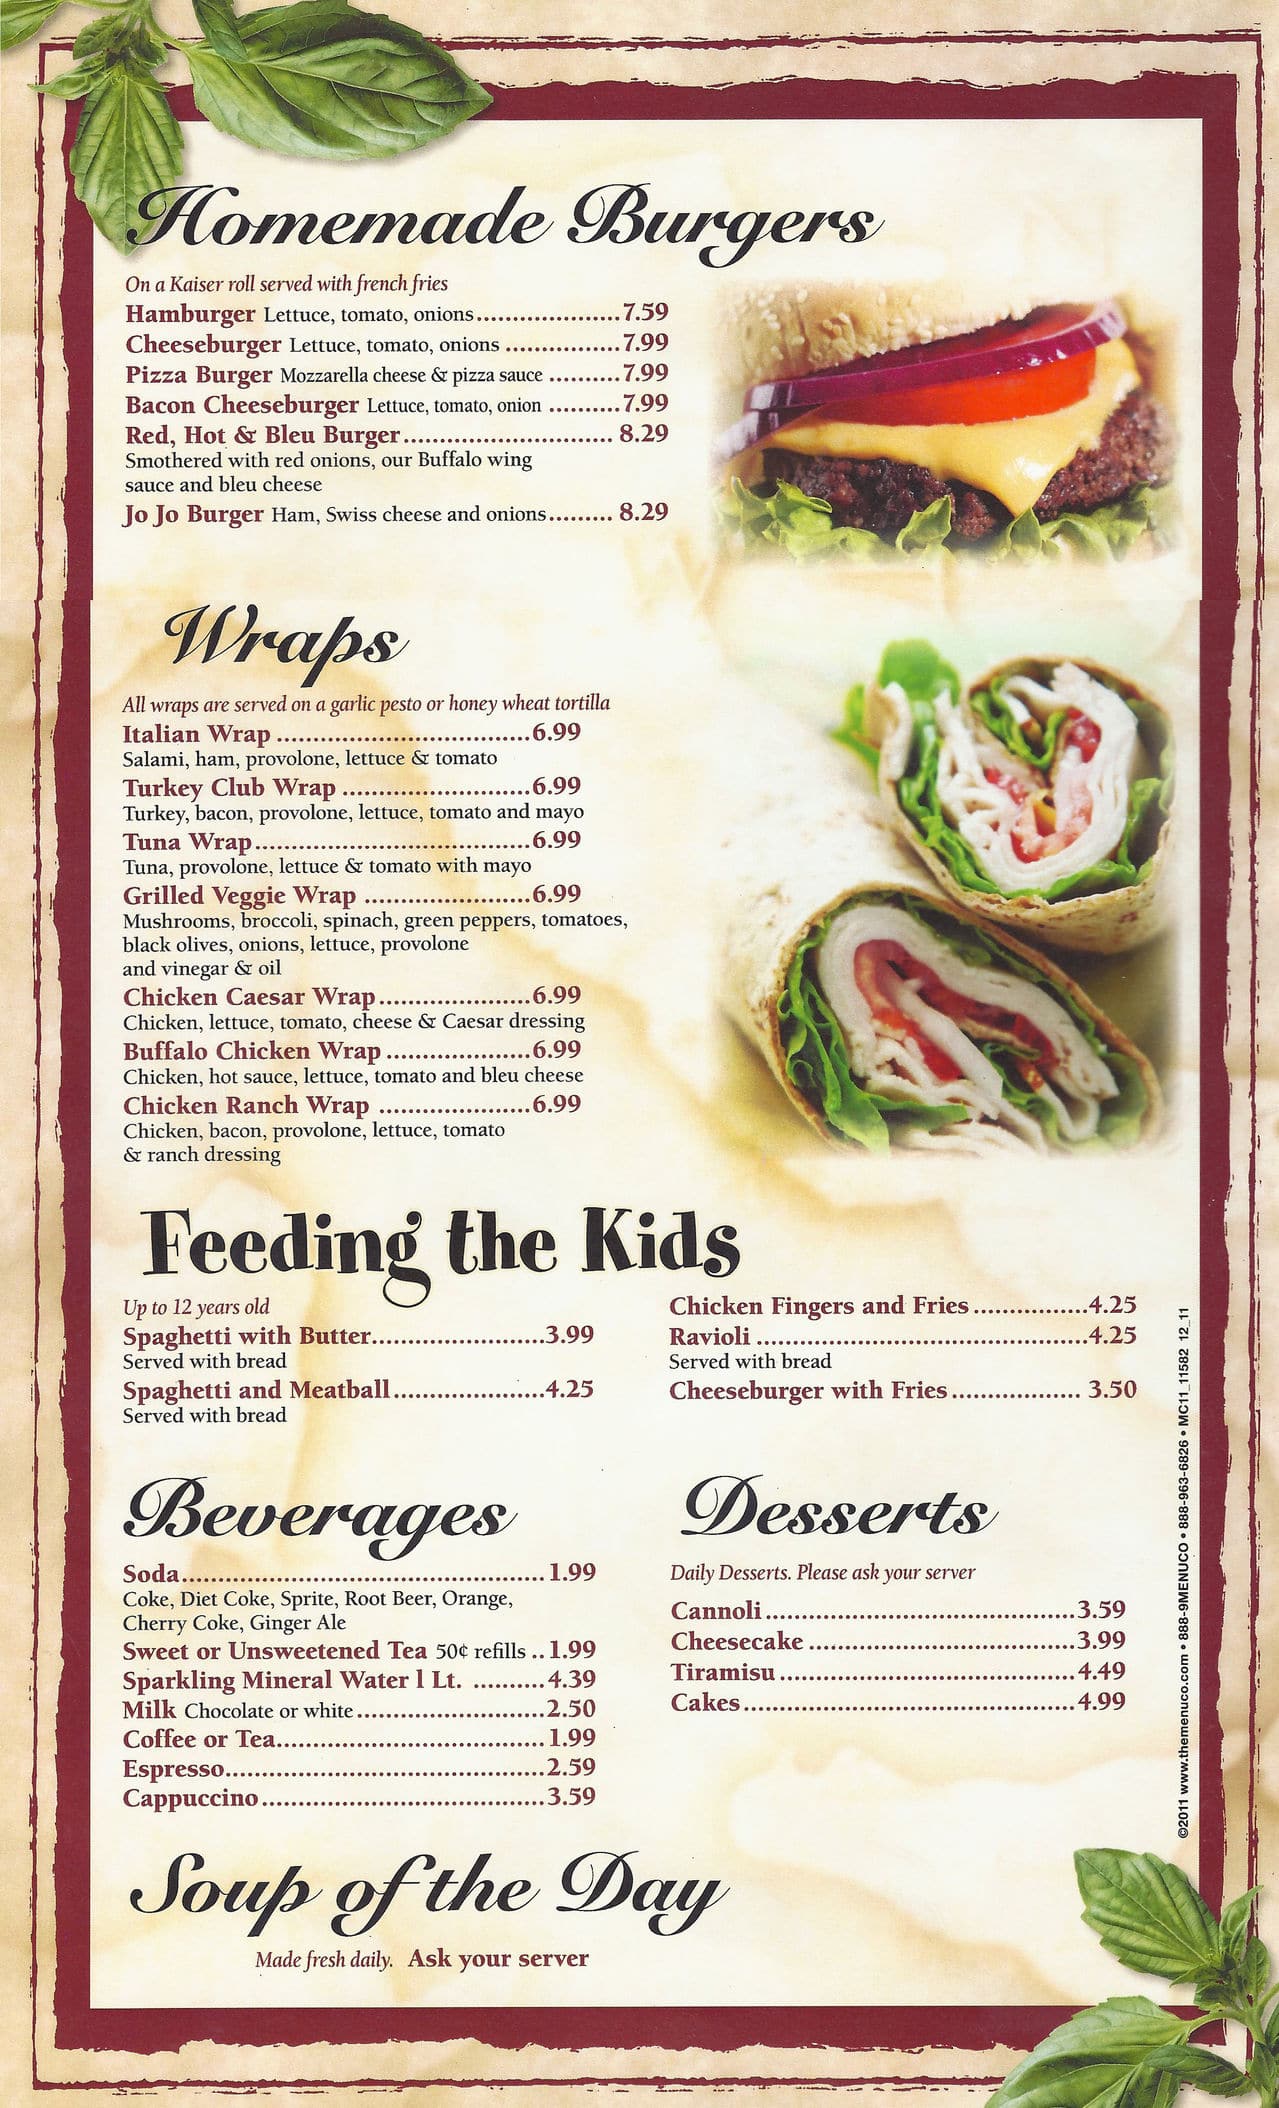 Homemade Burgers
On a Kaiser roll served with french fries
Hamburger Lettuce, tomato, onions....................7.59
Cheeseburger Lettuce, tomato, onions ................7.99
Pizza Burger Mozzarella cheese & pizza sauce ..........7.99
Bacon Cheeseburger Lettuce, tomato, onion ..........7.99
Red, Hot & Bleu Burger............................. 8.29
Smothered with red onions, our Buffalo wing
sauce and bleu cheese
Jo Jo Burger Ham, Swiss cheese and onions......... 8.29
Wraps
All wraps are served on a garlic pesto or honey wheat tortilla
Italian Wrap ...................................6.99
Salami, ham, provolone, lettuce & tomato
Turkey Club Wrap ..........................6.99
Turkey, bacon, provolone, lettuce, tomato and mayo
Tuna Wrap......................................6.99
Tuna, provolone, lettuce & tomato with mayo
Grilled Veggie Wrap .......................6.99
Mushrooms, broccoli, spinach, green peppers, tomatoes,
black olives, onions, lettuce, provolone
and vinegar & oil
Chicken Caesar Wrap.....................6.99
Chicken, lettuce, tomato, cheese & Caesar dressing
Buffalo Chicken Wrap ....................6.99
Chicken, hot sauce, lettuce, tomato and bleu cheese
Chicken Ranch Wrap .....................6.99
Chicken, bacon, provolone, lettuce, tomato
& ranch dressing
Feeding the Kids
Up to 12 years old
Spaghetti with Butter........................3.99
Served with bread
Spaghetti and Meatball.....................4.25
Served with bread
Chicken Fingers and Fries................4.25
Ravioli ..............................................4.25
Served with bread
Cheeseburger with Fries.................. 3.50
Beverages
Soda.................................................. 1.99
Coke, Diet Coke, Sprite, Root Beer, Orange,
Cherry Coke, Ginger Ale
Sweet or Unsweetened Tea 50¢ refills ..1.99
Sparkling Mineral Water 1 Lt. ..........4.39
Milk Chocolate or white..........................2.50
Coffee or Tea..................................... 1.99
Espresso............................................2.59
Cappuccino.......................................3.59
Desserts
Daily Desserts. Please ask your server
Cannoli...........................................3.59
Cheesecake .....................................3.99
Tiramisu.........................................4.49
Cakes..............................................4.99
Soup of the Day
Made fresh daily. Ask your server
©2011 www.themenuco.com • 888-9MENUCO • 888-963-6826 • MC11_11582 12_11